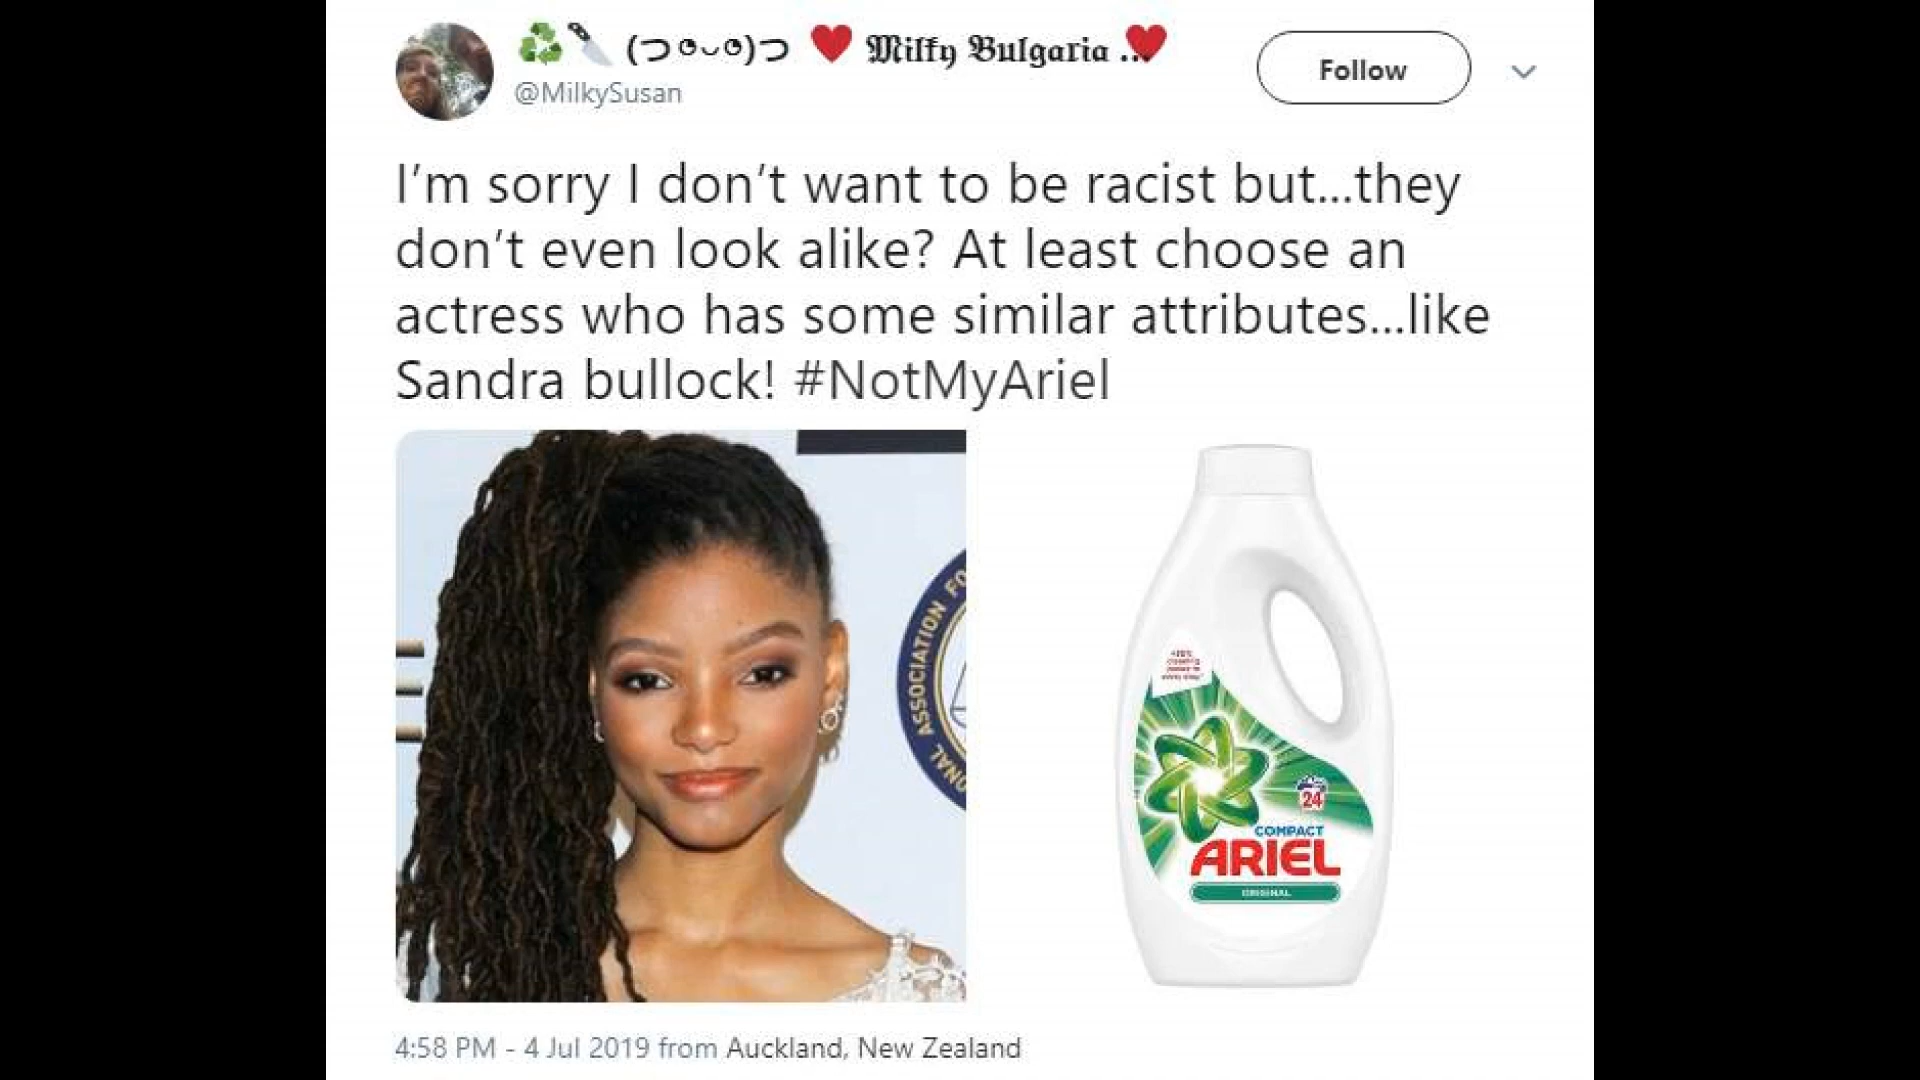 ♻🔪 (つ◕ᴗ◕)つ ❤ 𝕸𝖎𝖑𝖐𝖞 𝕭𝖚𝖑𝖌𝖆𝖗𝖎𝖆 ..❤
@MilkySusan
Follow
I’m sorry I don’t want to be racist but...they
don’t even look alike? At least choose an
actress who has some similar attributes...like
Sandra bullock! #NotMyAriel
ASSOCIATION FO
ONAL
24
COMPACT
ARIEL
ORIGINAL
4:58 PM - 4 Jul 2019 from Auckland, New Zealand